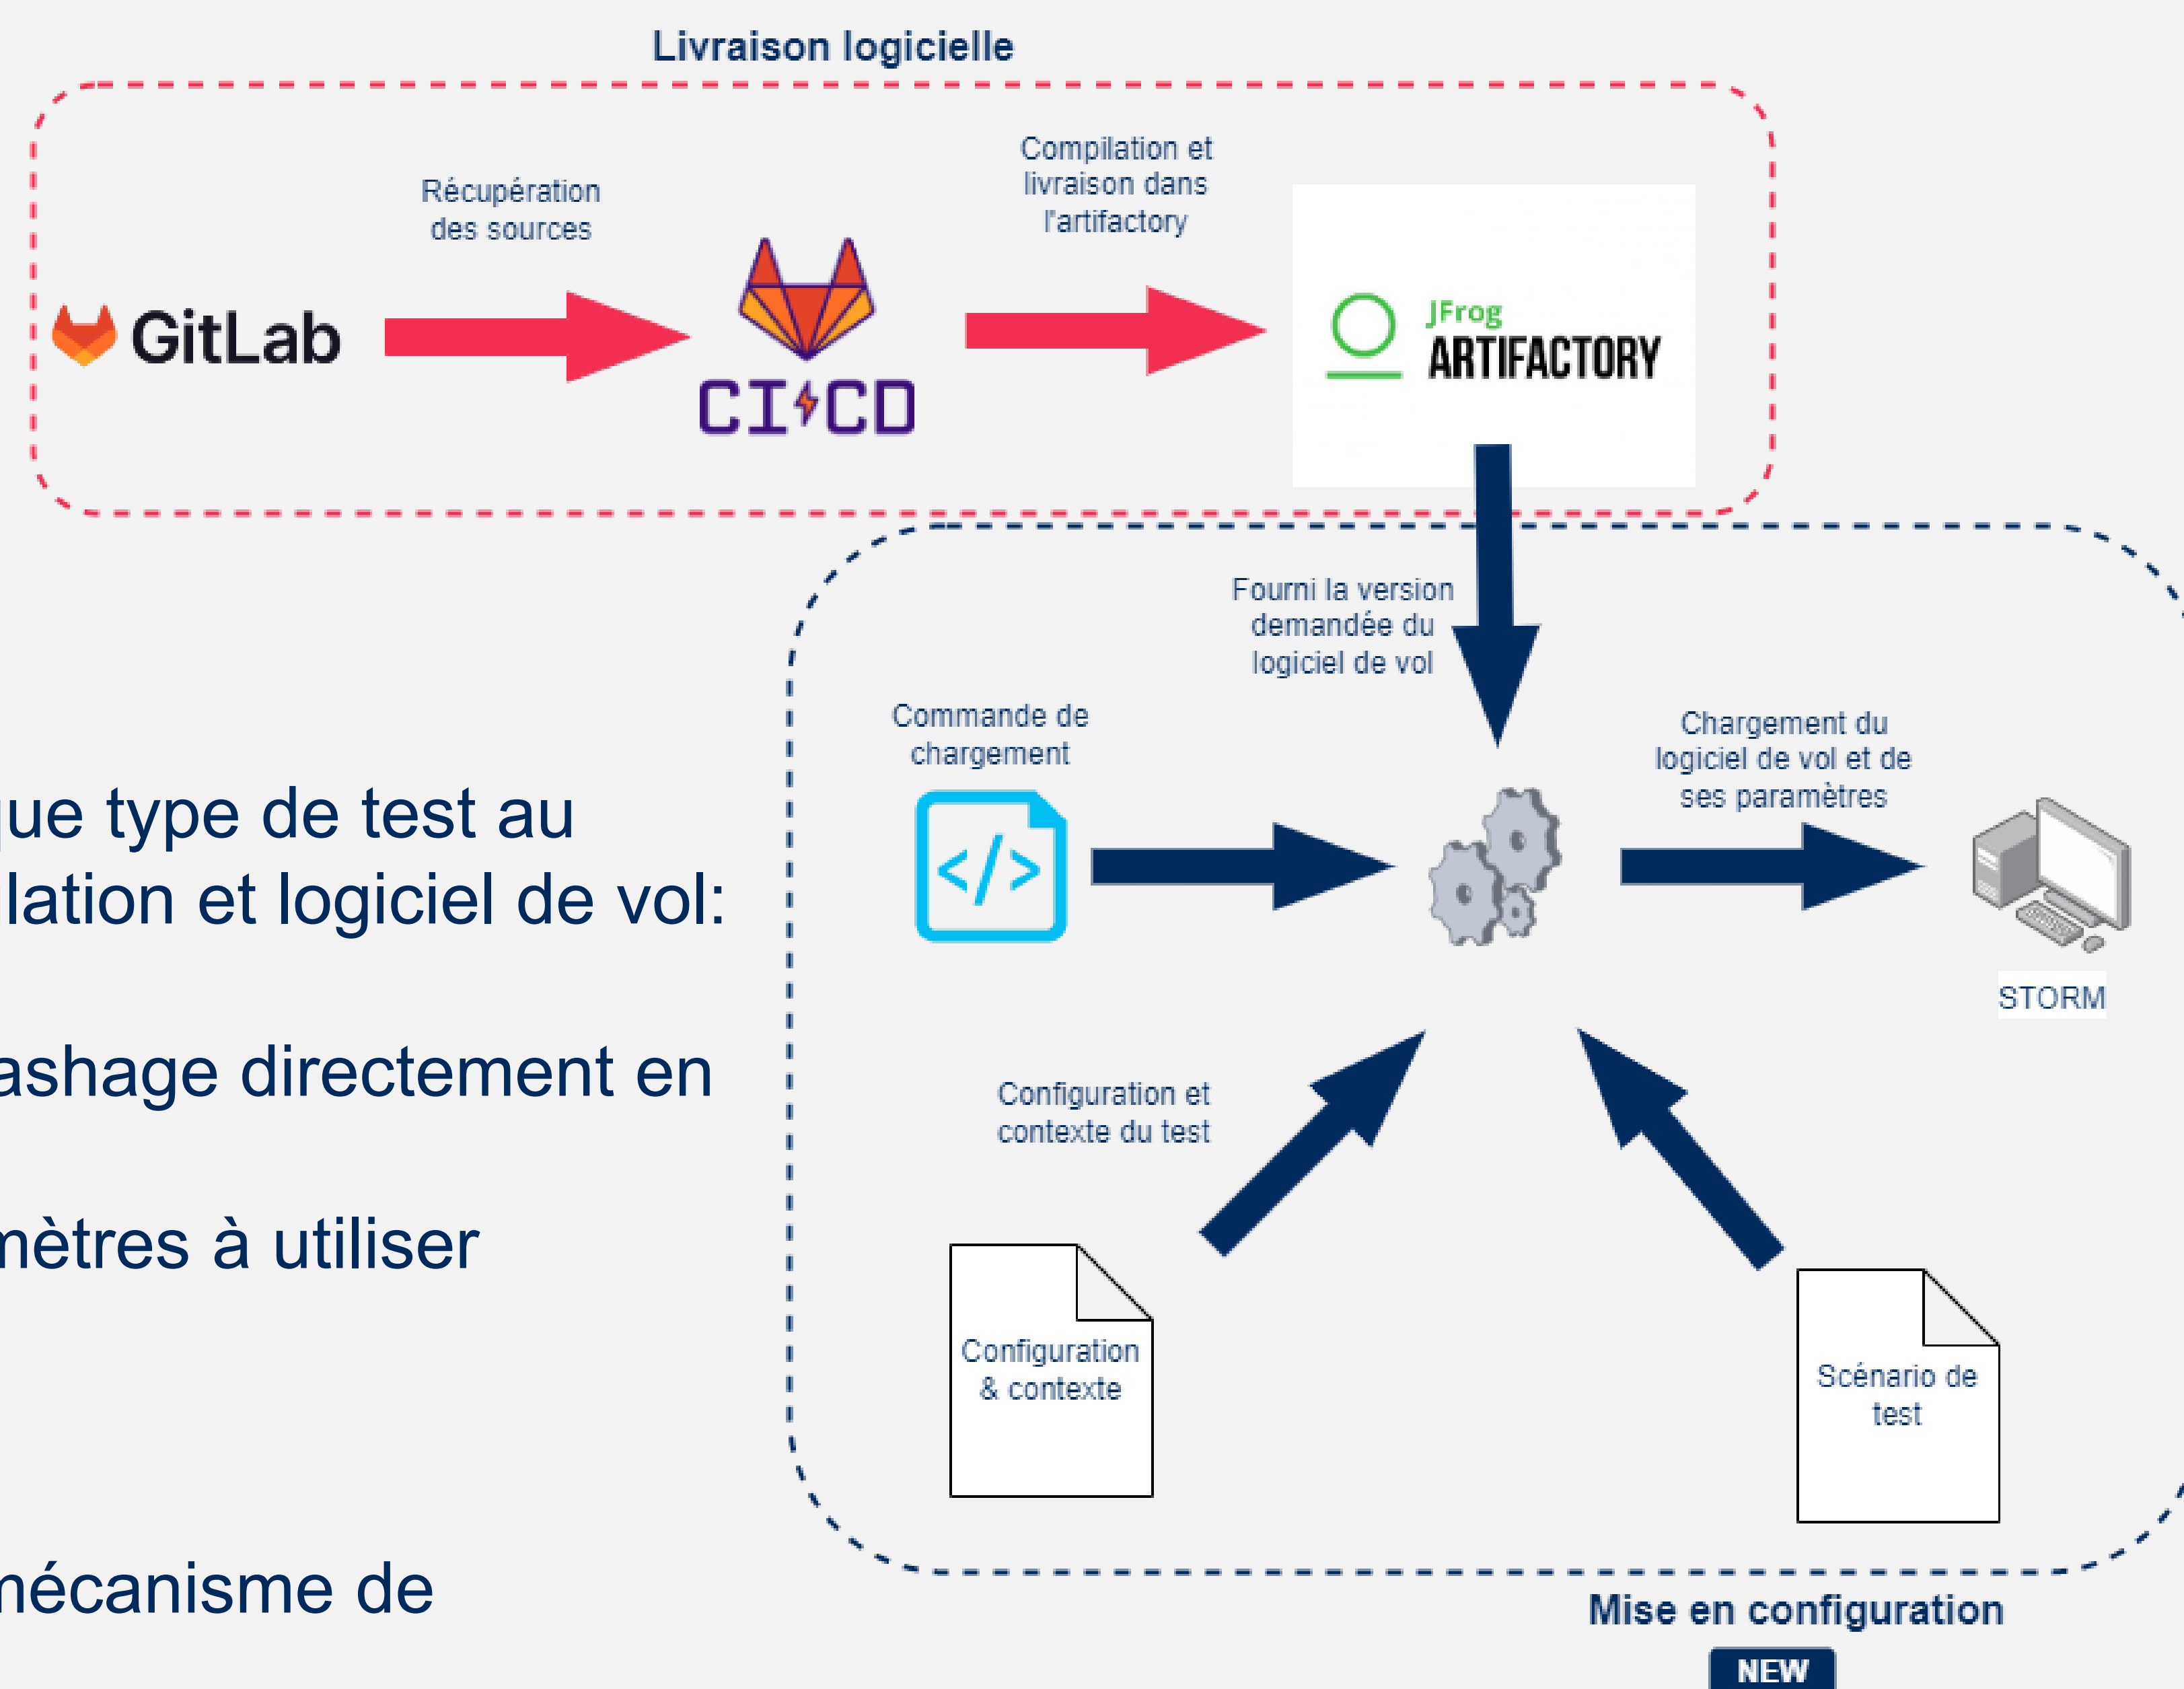 Livraison logicielle
Récupération
des sources
Compilation et
livraison dans
l'artifactory
GitLab
CI CD
JFrog
ARTIFACTORY
Fourni la version
demandée du
logiciel de vol
Commande de
chargement
</>
Chargement du
logiciel de vol et de
ses paramètres
STORM
Configuration et
contexte du test
Configuration
& contexte
Scénario de
test
Mise en configuration
NEW
que type de test au
lation et logiciel de vol:
ashage directement en
mètres à utiliser
mécanisme de